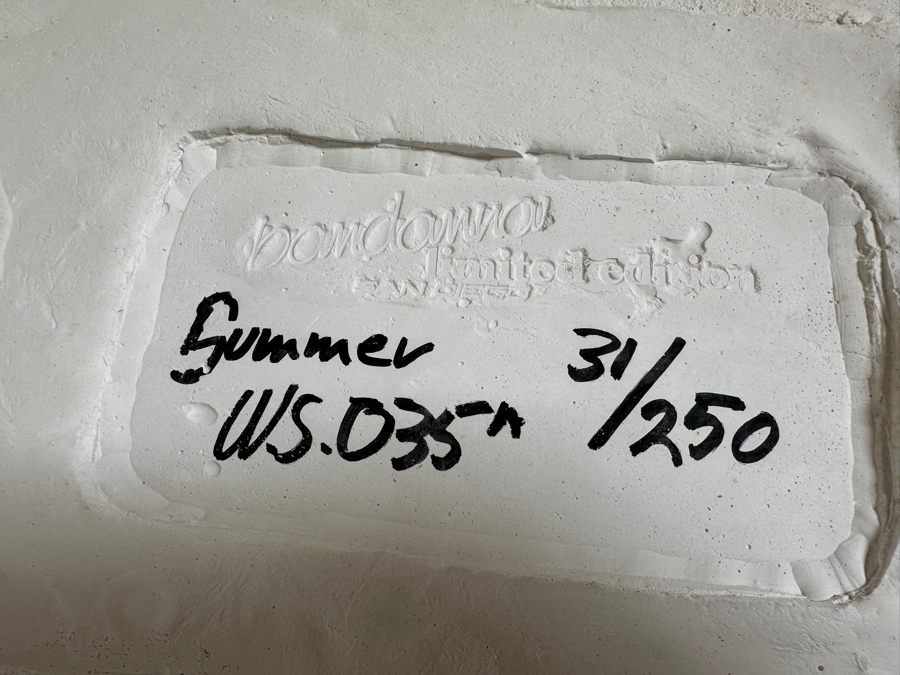 bandanna
limited edition
Summer 31/250
WS.035"